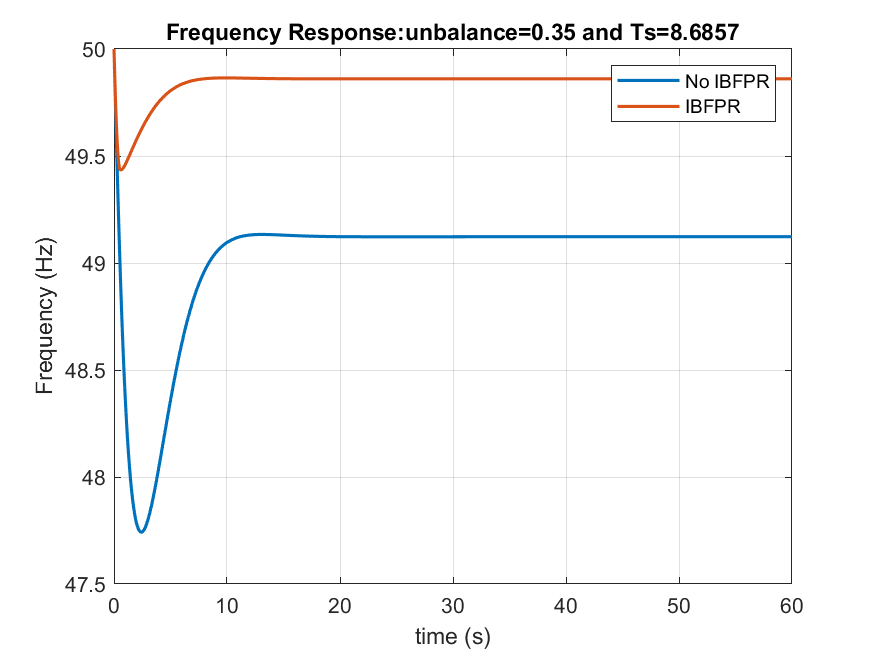 Frequency Response:unbalance=0.35 and Ts=8.6857
50
49.5
49
48.5
48
47.5
Frequency (Hz)
No IBFPR
IBFPR
0 10 20 30 40 50 60
time (s)